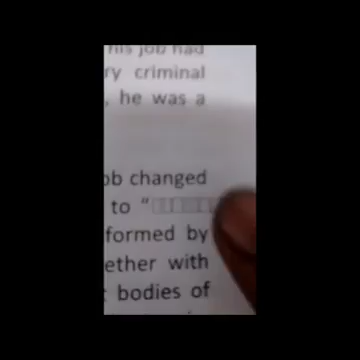 his job had
ry criminal
, he was a
ob changed
to "
formed by
ether with
bodies of